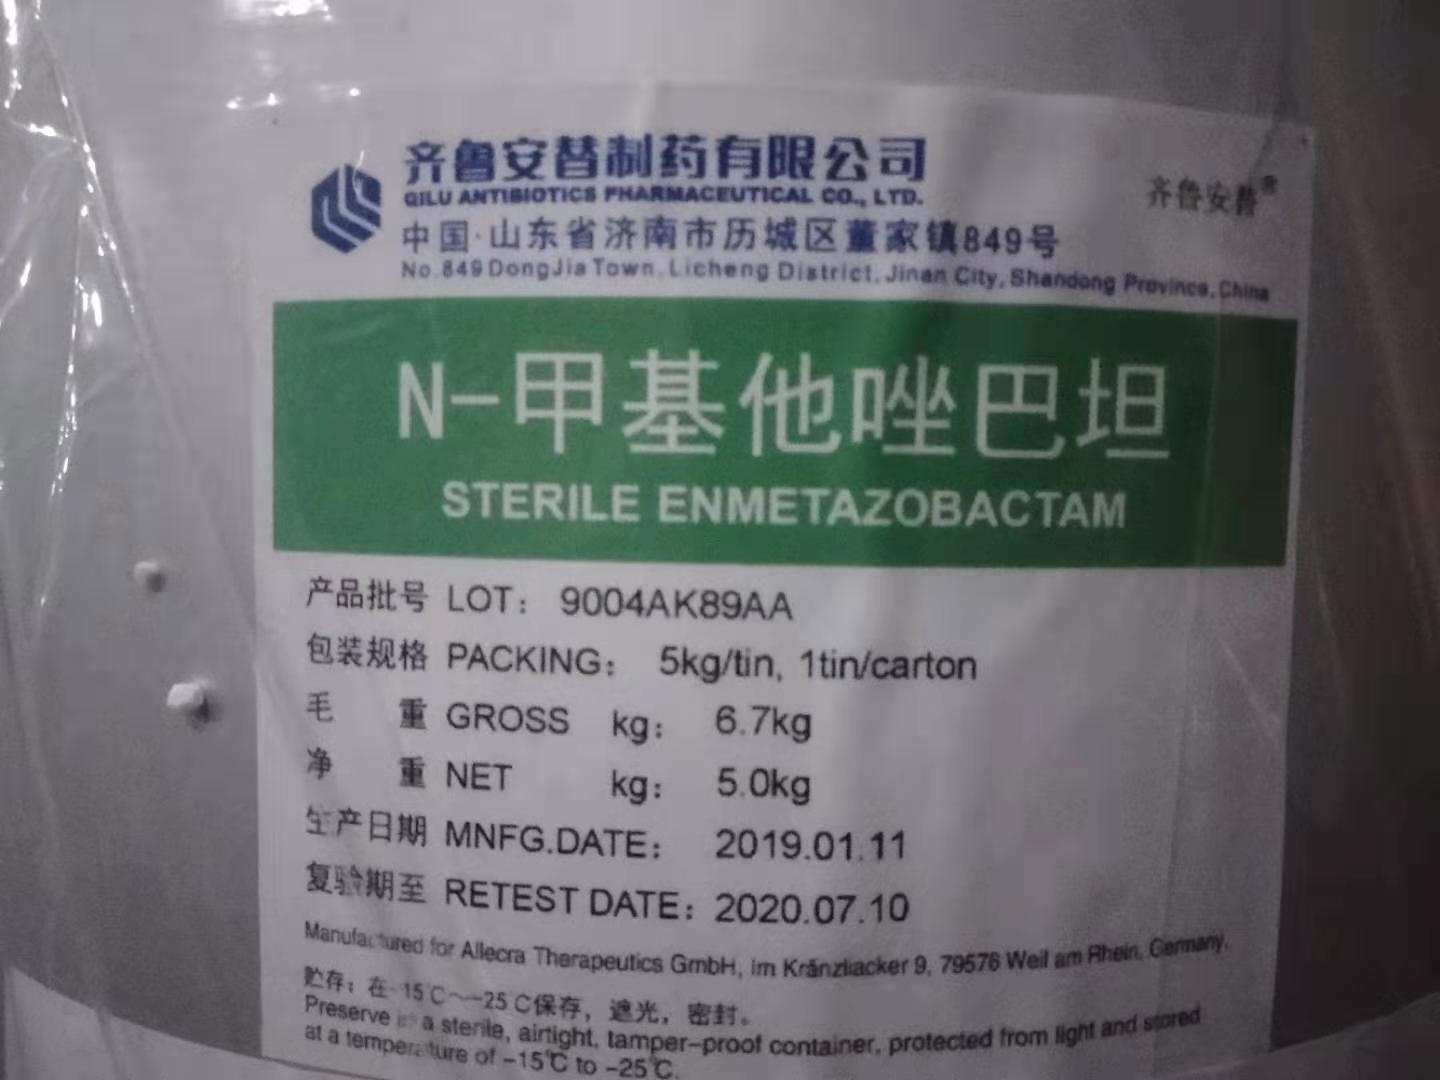 齐鲁安替制药有限公司
QILU ANTIBIOTICS PHARMACEUTICAL CO., LTD.
齐鲁安替®
中国·山东省济南市历城区董家镇849号
No.849 DongJia Town, Licheng District, Jinan City, Shandong Province, China
N-甲基他唑巴坦
STERILE ENMETAZOBACTAM
产品批号 LOT: 9004AK89AA
包装规格 PACKING: 5kg/tin, 1tin/carton
毛 重 GROSS kg: 6.7kg
净 重 NET kg: 5.0kg
生产日期 MNFG.DATE: 2019.01.11
复验期至 RETEST DATE: 2020.07.10
Manufactured for Allecra Therapeutics GmbH, Im Kränzliacker 9, 79576 Weil am Rhein, Germany.
贮存: 在-15℃~-25℃保存, 遮光, 密封。
Preserve in a sterile, airtight, tamper-proof container, protected from light and stored
at a temperature of -15℃ to -25℃.